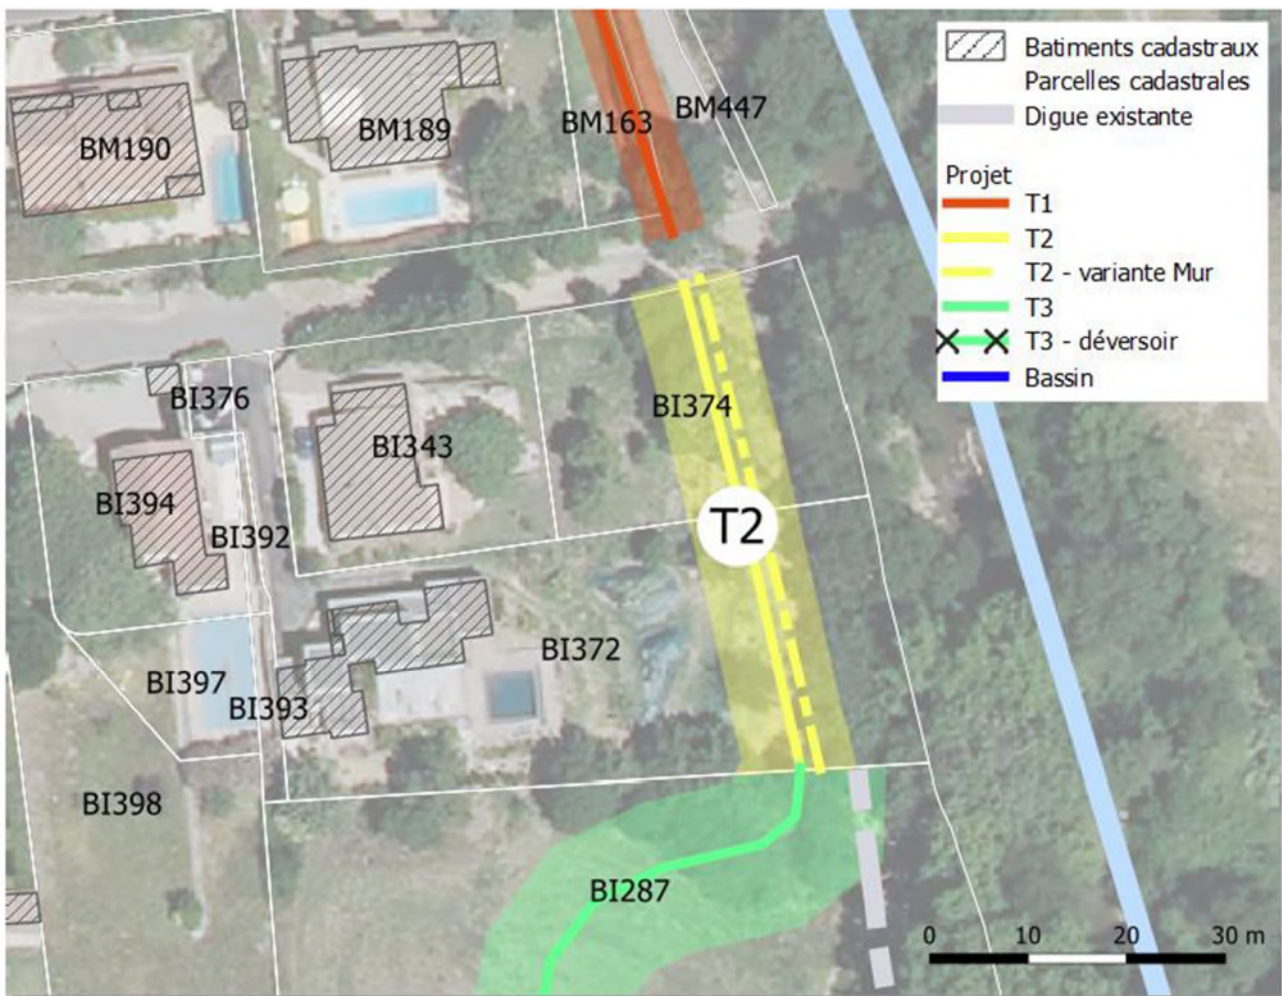 Batiments cadastraux
Parcelles cadastrales
Digue existante
Projet
T1
T2
T2 - variante Mur
T3
T3 - déversoir
Bassin
BM190
BM189
BM163
BM447
BI376
BI343
BI374
BI394
BI392
T2
BI372
BI397
BI393
BI398
BI287
0 10 20 30 m